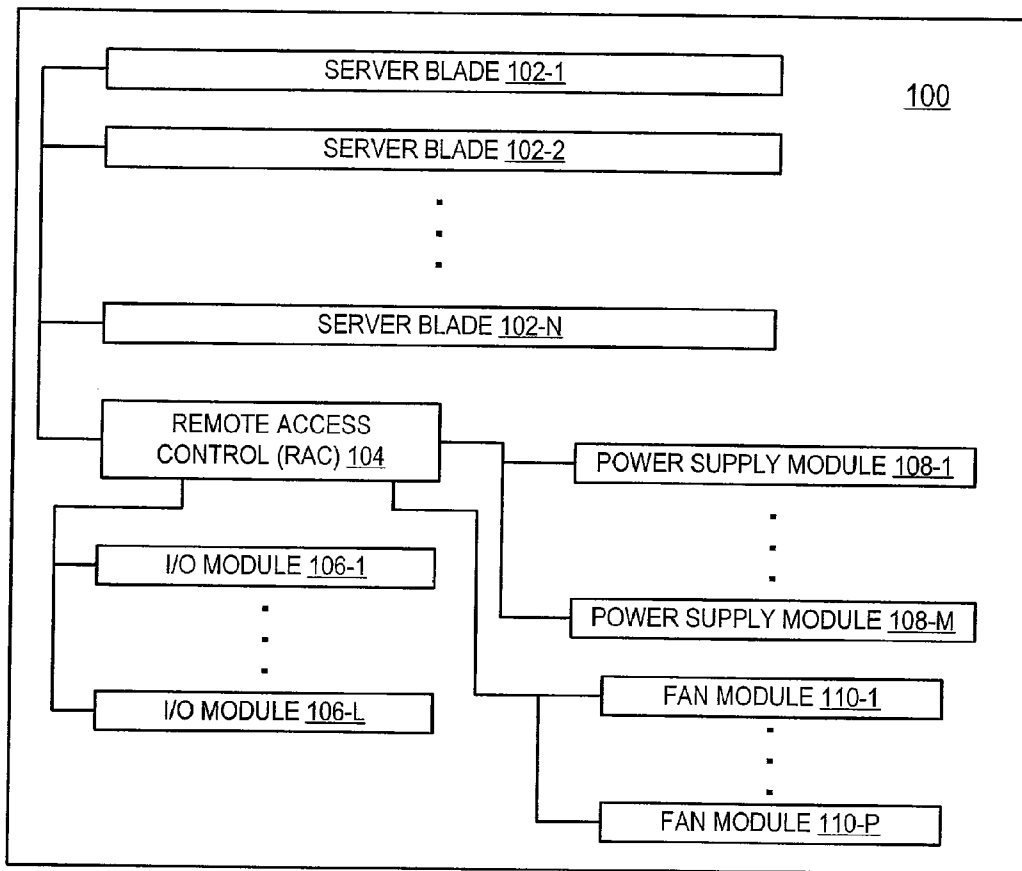 SERVER BLADE 102-1
100
SERVER BLADE 102-2
SERVER BLADE 102-N
REMOTE ACCESS
CONTROL (RAC) 104
POWER SUPPLY MODULE 108-1
I/O MODULE 106-1
POWER SUPPLY MODULE 108-M
I/O MODULE 106-L
FAN MODULE 110-1
FAN MODULE 110-P